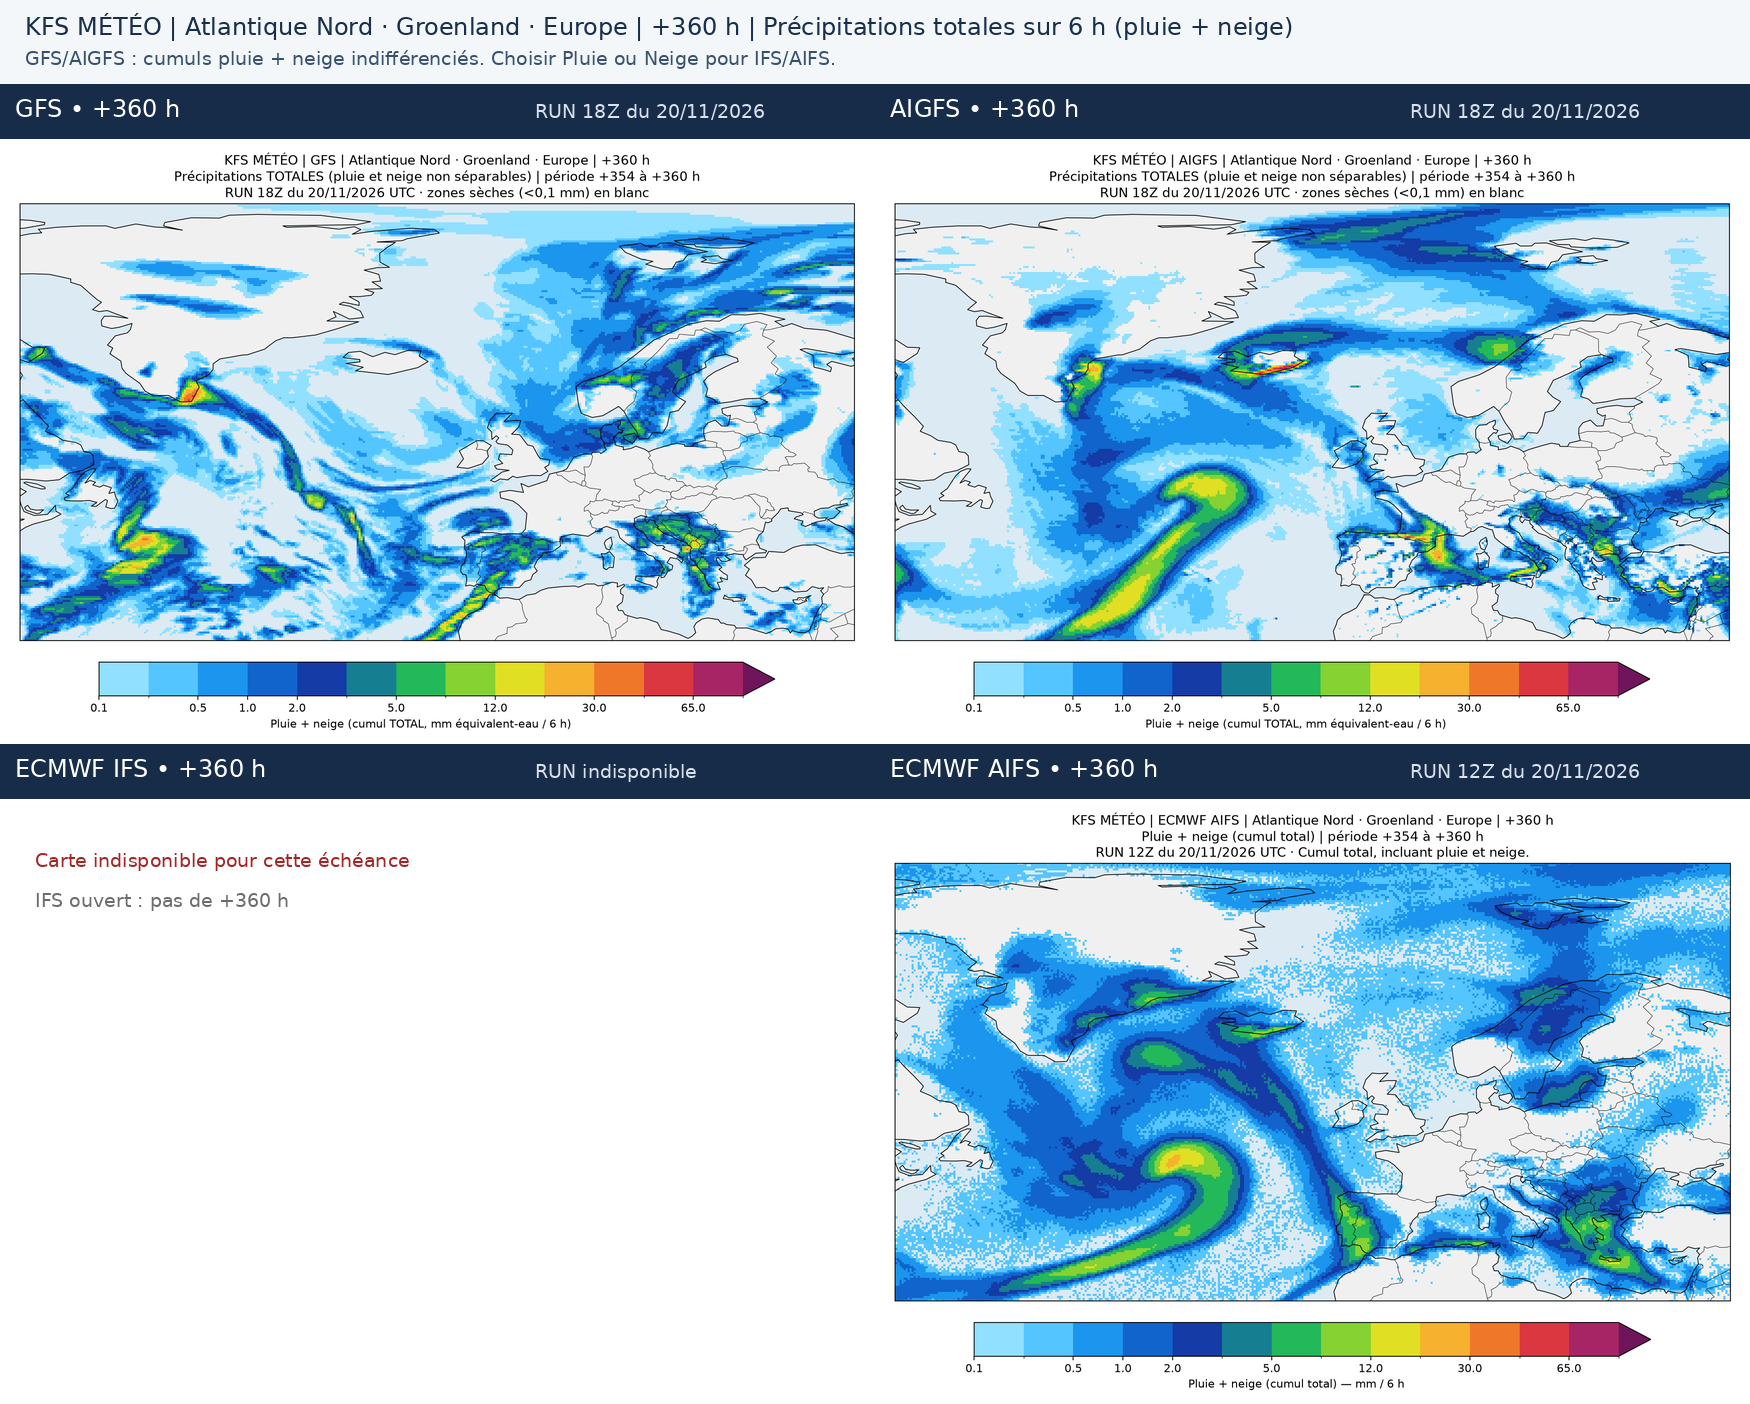 KFS MÉTÉO | Atlantique Nord · Groenland · Europe | +360 h | Précipitations totales sur 6 h (pluie + neige)
GFS/AIGFS : cumuls pluie + neige indifférenciés. Choisir Pluie ou Neige pour IFS/AIFS.
GFS • +360 h RUN 18Z du 20/11/2026
KFS MÉTÉO | GFS | Atlantique Nord · Groenland · Europe | +360 h
Précipitations TOTALES (pluie et neige non séparables) | période +354 à +360 h
RUN 18Z du 20/11/2026 UTC · zones sèches (<0,1 mm) en blanc
0.1 0.5 1.0 2.0 5.0 12.0 30.0 65.0
Pluie + neige (cumul TOTAL, mm équivalent-eau / 6 h)
AIGFS • +360 h RUN 18Z du 20/11/2026
KFS MÉTÉO | AIGFS | Atlantique Nord · Groenland · Europe | +360 h
Précipitations TOTALES (pluie et neige non séparables) | période +354 à +360 h
RUN 18Z du 20/11/2026 UTC · zones sèches (<0,1 mm) en blanc
0.1 0.5 1.0 2.0 5.0 12.0 30.0 65.0
Pluie + neige (cumul TOTAL, mm équivalent-eau / 6 h)
ECMWF IFS • +360 h RUN indisponible
Carte indisponible pour cette échéance
IFS ouvert : pas de +360 h
ECMWF AIFS • +360 h RUN 12Z du 20/11/2026
KFS MÉTÉO | ECMWF AIFS | Atlantique Nord · Groenland · Europe | +360 h
Pluie + neige (cumul total) | période +354 à +360 h
RUN 12Z du 20/11/2026 UTC · Cumul total, incluant pluie et neige.
0.1 0.5 1.0 2.0 5.0 12.0 30.0 65.0
Pluie + neige (cumul total) — mm / 6 h